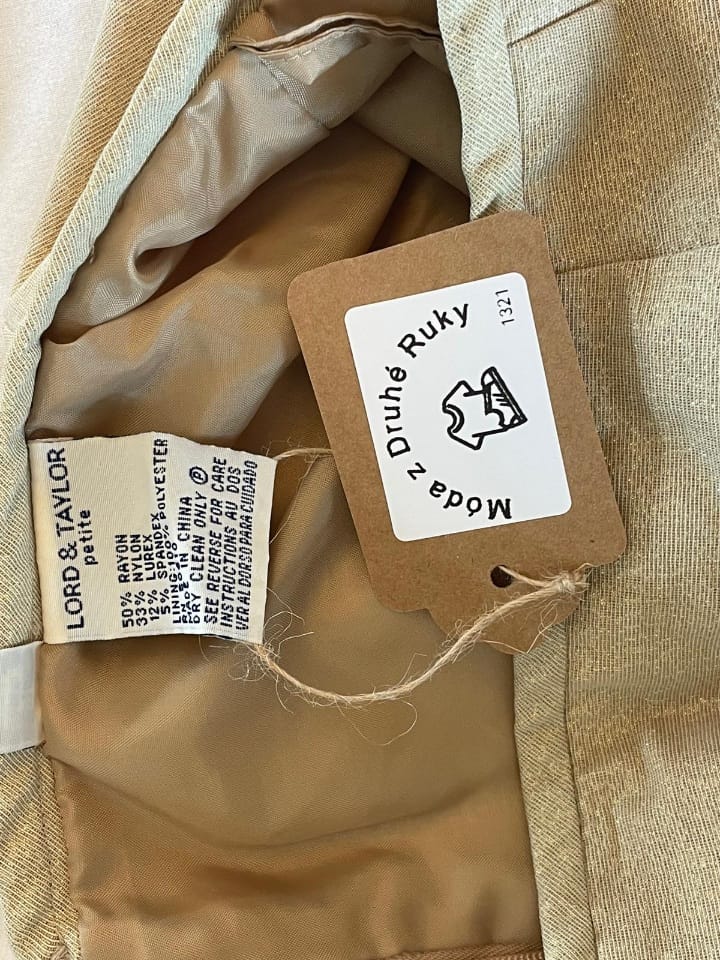 LORD & TAYLOR
petite
50% RAYON
33% NYLON
12% LUREX
5% SPANDEX
LINING:100% POLYESTER
MADE IN CHINA
DRY CLEAN ONLY Ⓟ
SEE REVERSE FOR CARE
INSTRUCTIONS AU DOS
VER AL DORSO PARA CUIDADO
Móda z Druhé Ruky
1321